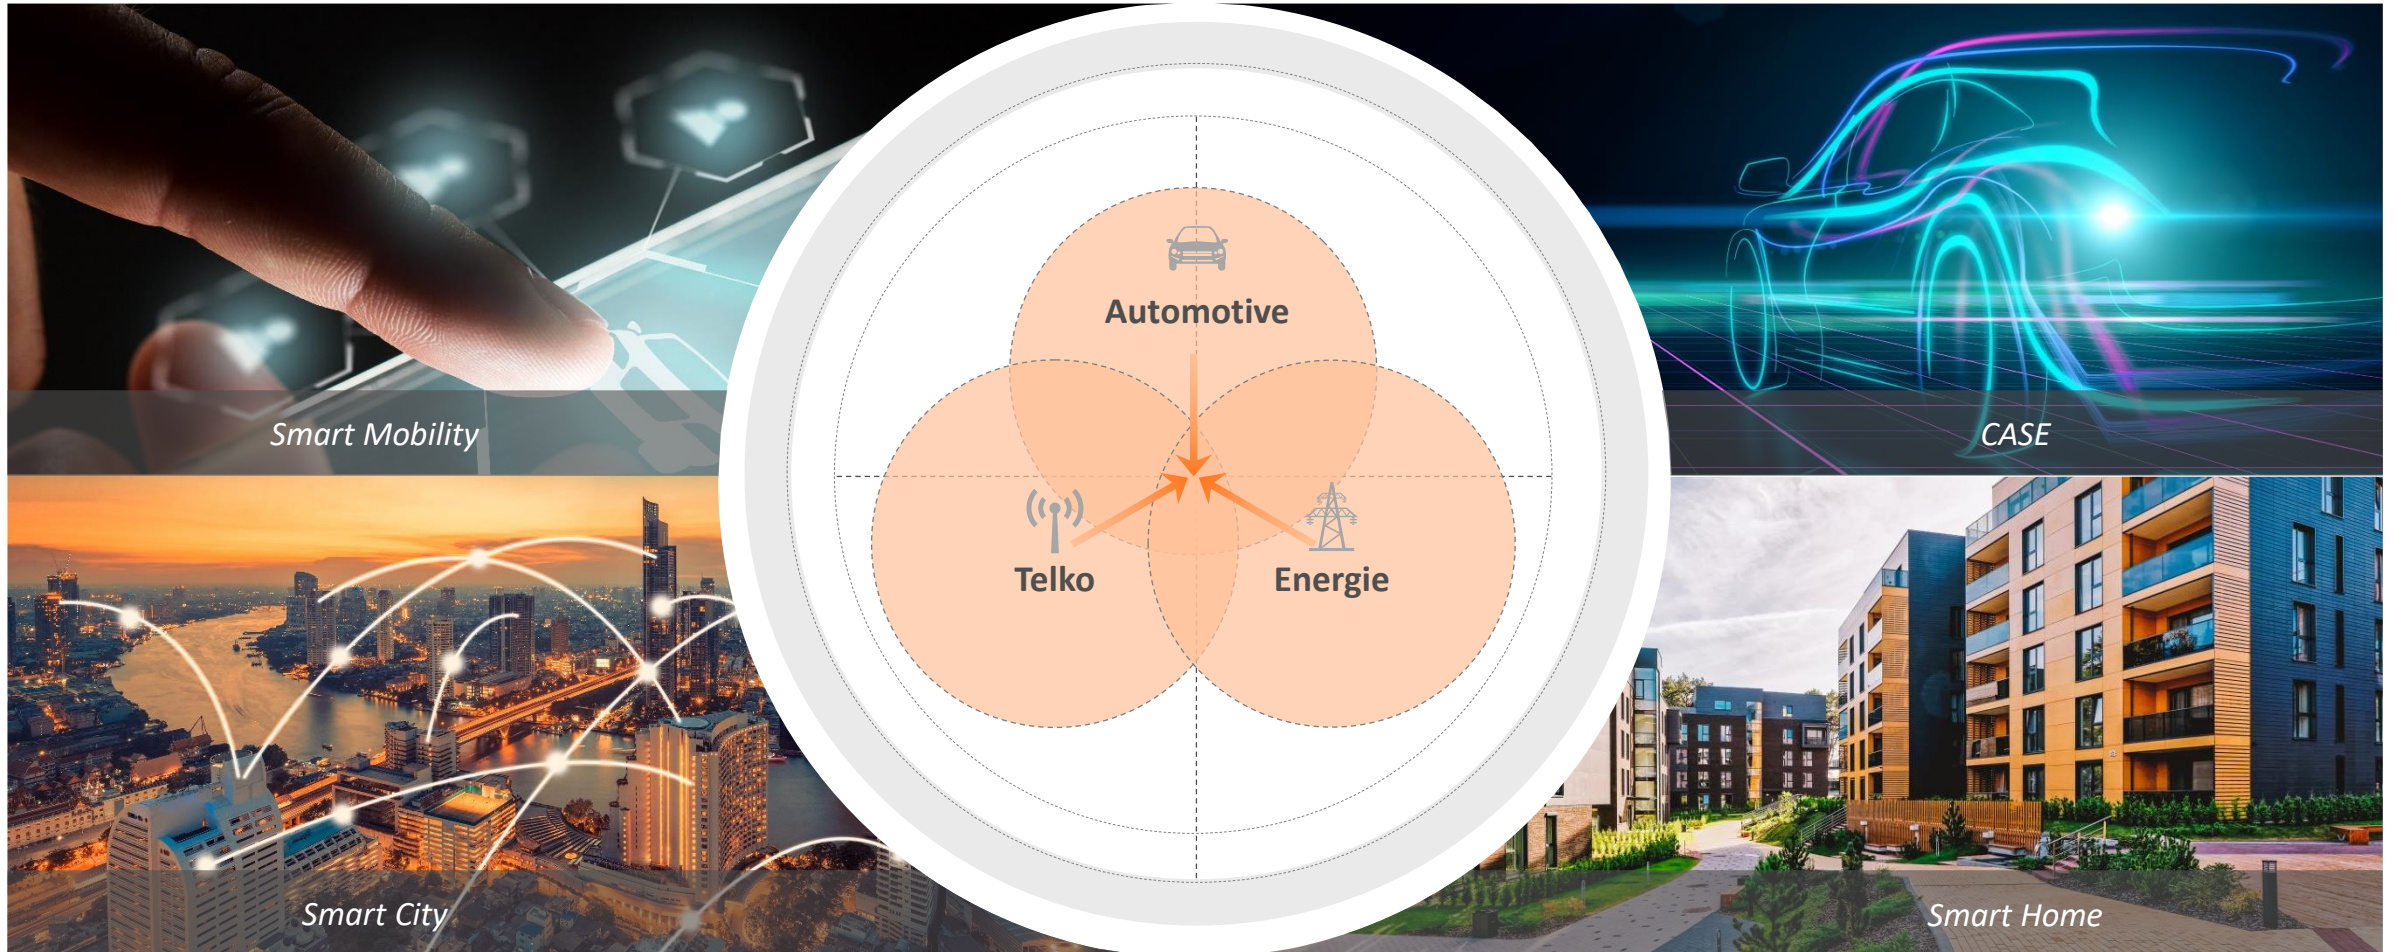 Automotive
Smart Mobility
CASE
Telko
Energie
Smart City
Smart Home